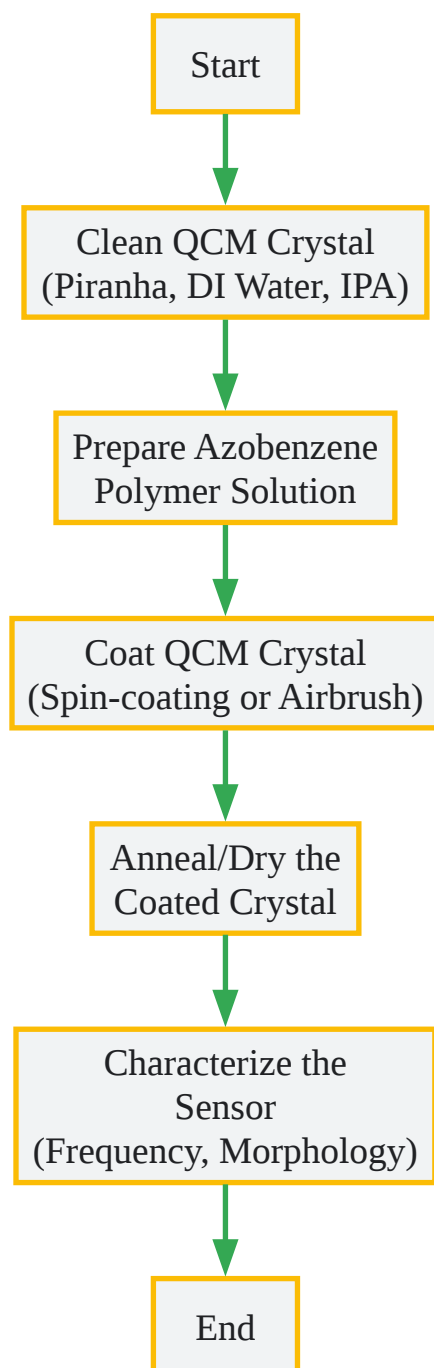 Start
Clean QCM Crystal
(Piranha, DI Water, IPA)
Prepare Azobenzene
Polymer Solution
Coat QCM Crystal
(Spin-coating or Airbrush)
Anneal/Dry the
Coated Crystal
Characterize the
Sensor
(Frequency, Morphology)
End